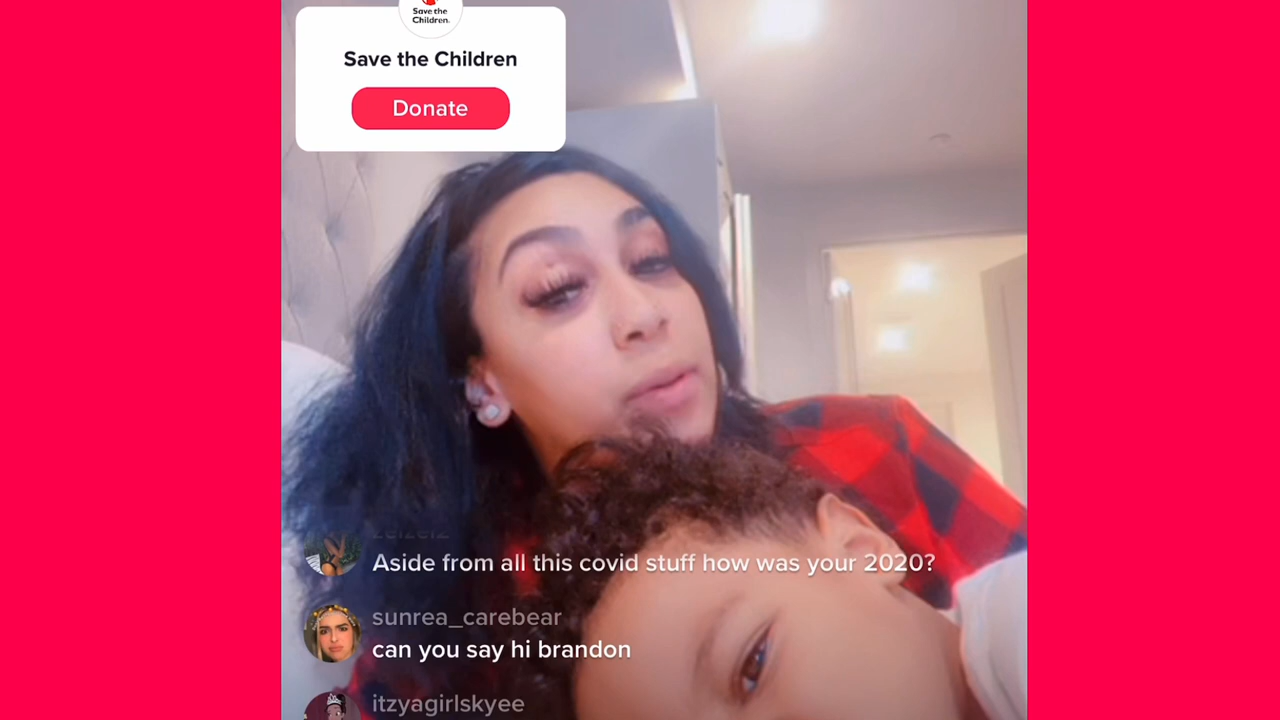 Save the
Children.
Save the Children
Donate
Aside from all this covid stuff how was your 2020?
sunrea_carebear
can you say hi brandon
itzyagirlskyee